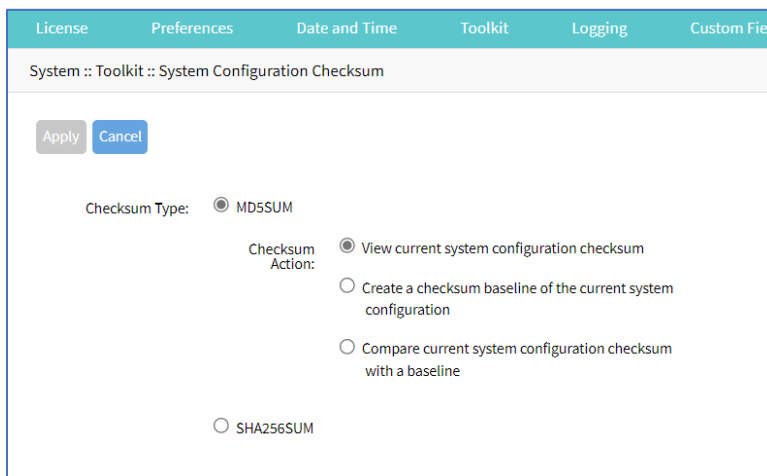 License Preferences Date and Time Toolkit Logging Custom Fie
System :: Toolkit :: System Configuration Checksum
Apply Cancel
Checksum Type: MD5SUM
Checksum Action: View current system configuration checksum
Create a checksum baseline of the current system
configuration
Compare current system configuration checksum
with a baseline
SHA256SUM